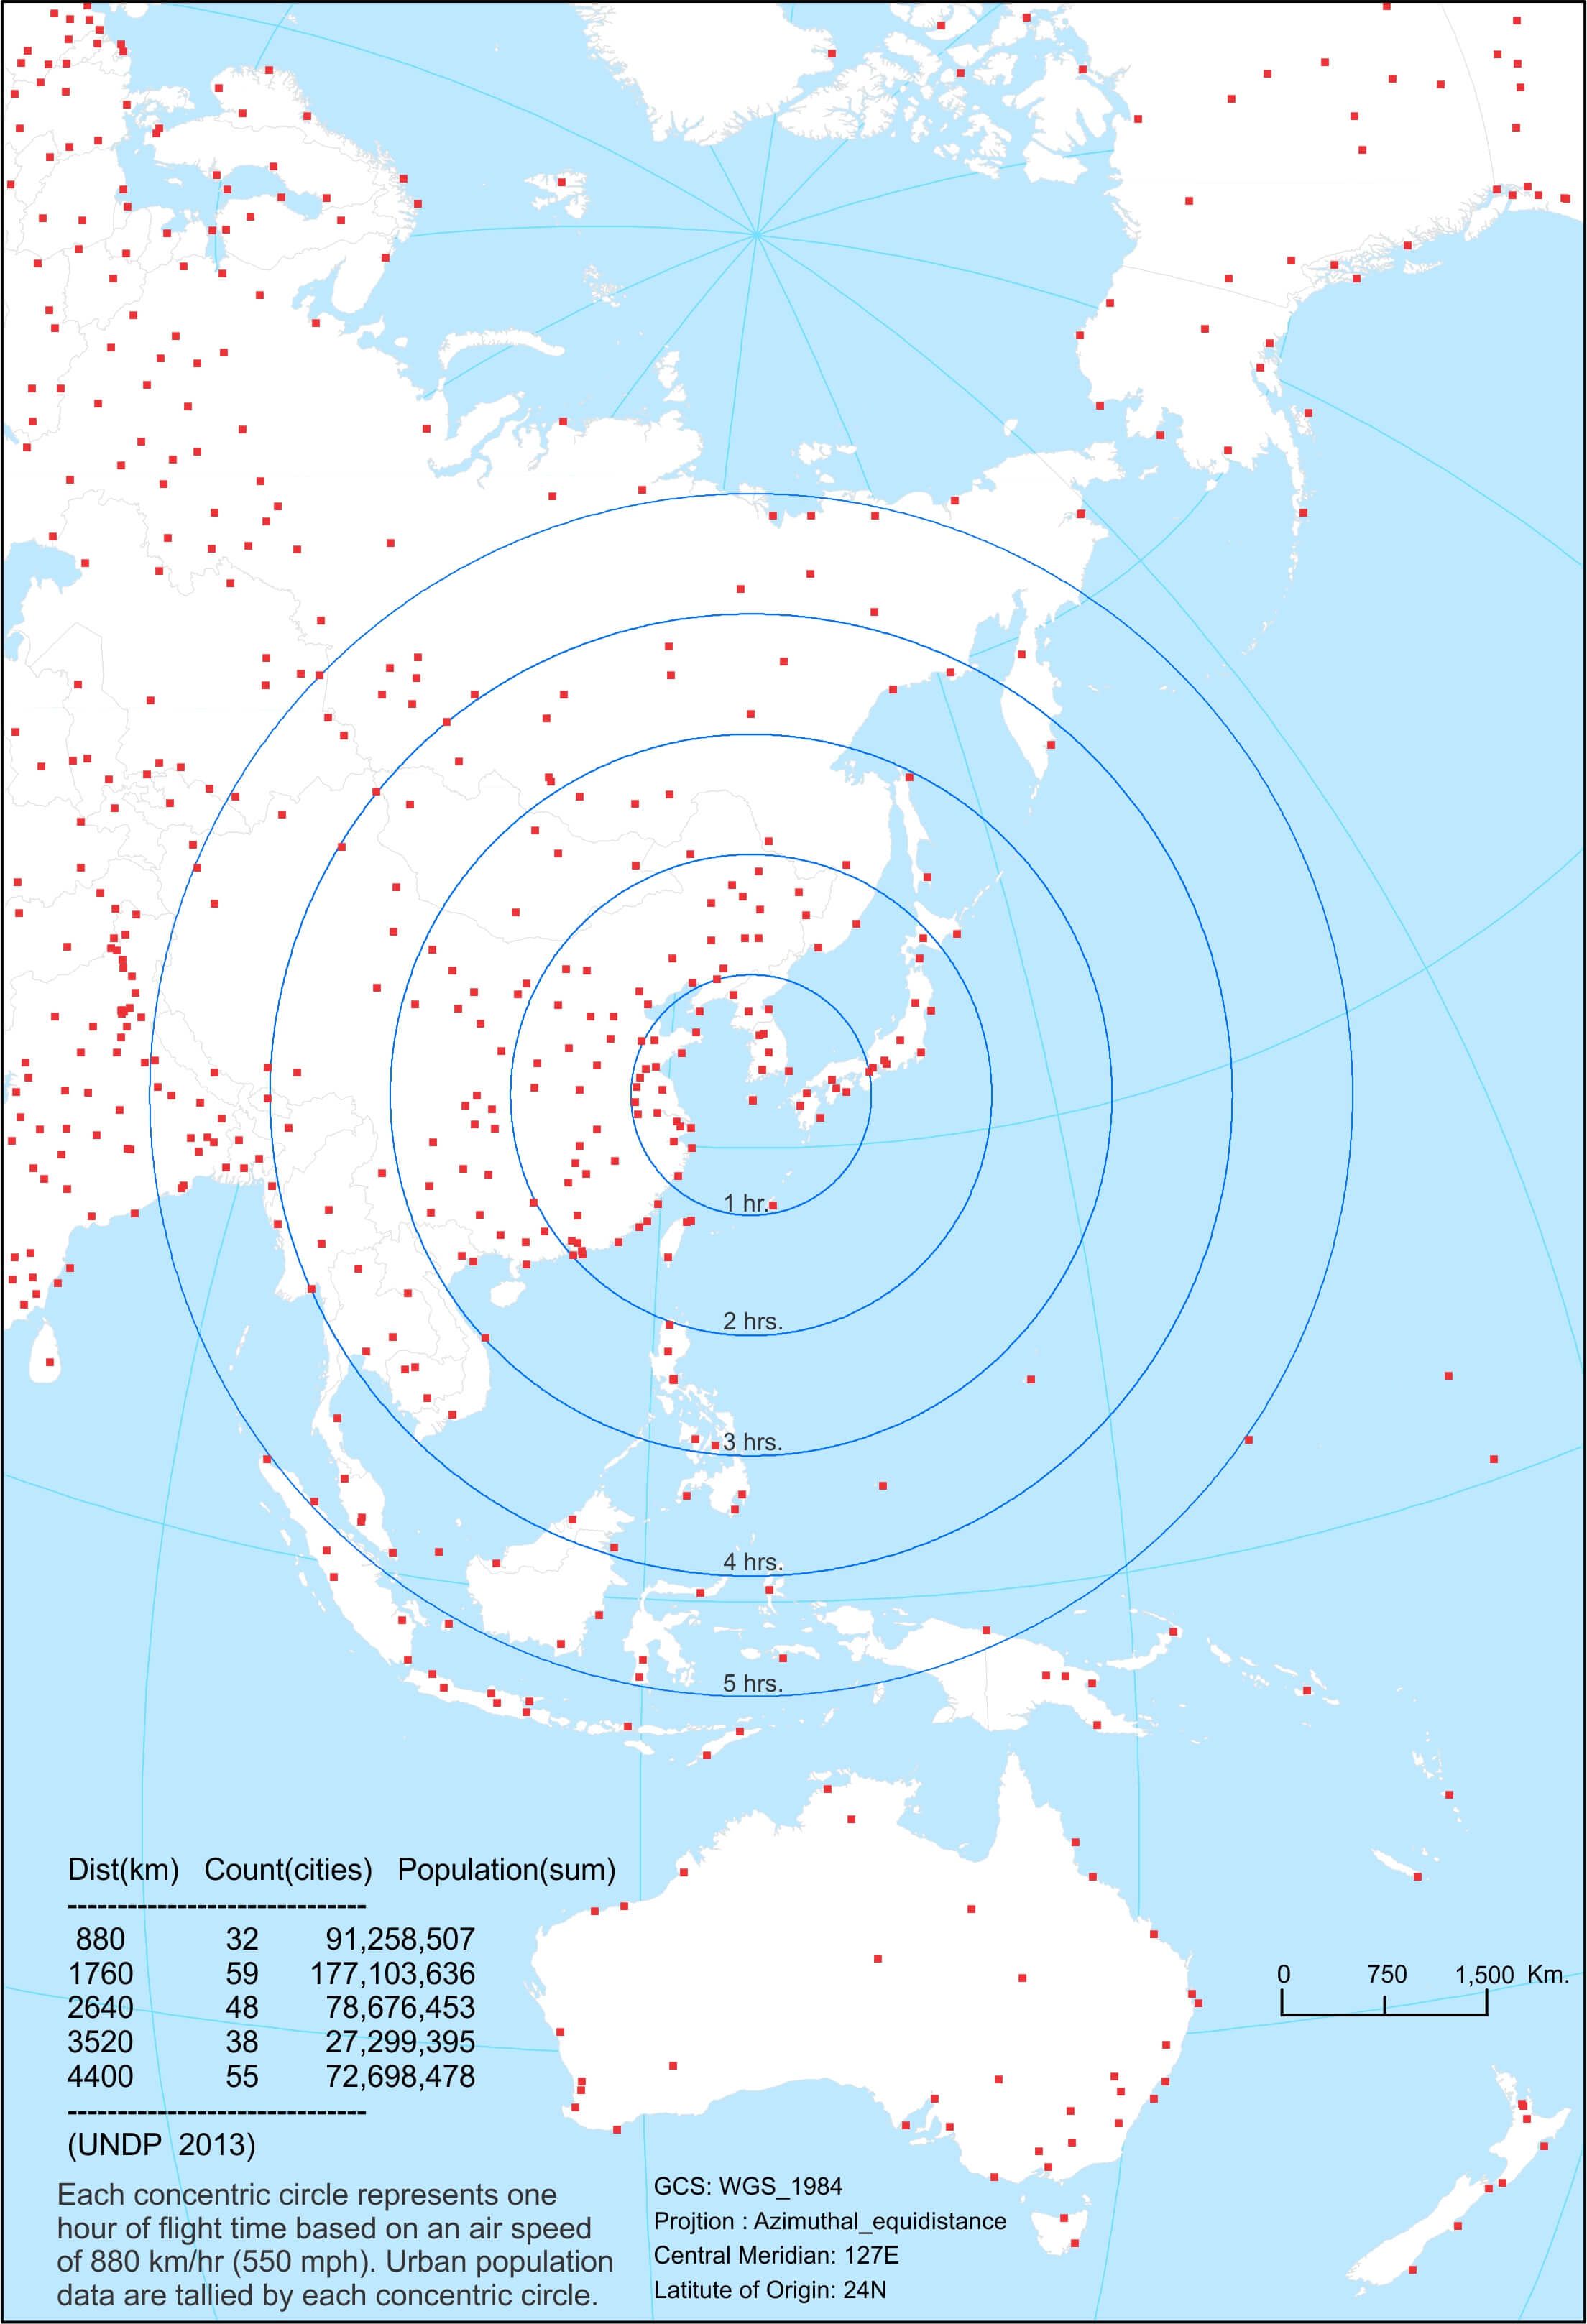 1 hr.
2 hrs.
3 hrs.
4 hrs.
5 hrs.
Dist(km) Count(cities) Population(sum)
------------------------------
880 32 91,258,507
1760 59 177,103,636
2640 48 78,676,453
3520 38 27,299,395
4400 55 72,698,478
------------------------------
(UNDP 2013)
Each concentric circle represents one
hour of flight time based on an air speed
of 880 km/hr (550 mph). Urban population
data are tallied by each concentric circle.
GCS: WGS_1984
Projtion : Azimuthal_equidistance
Central Meridian: 127E
Latitute of Origin: 24N
0 750 1,500 Km.